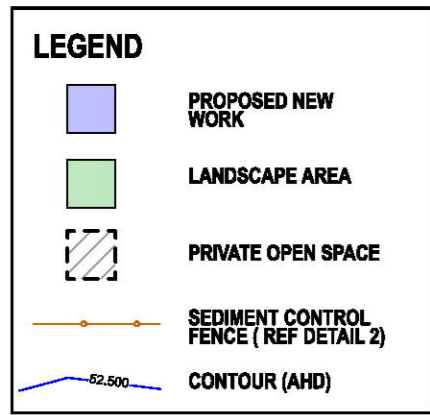 LEGEND
PROPOSED NEW
WORK
LANDSCAPE AREA
PRIVATE OPEN SPACE
SEDIMENT CONTROL
FENCE ( REF DETAIL 2)
52.500
CONTOUR (AHD)